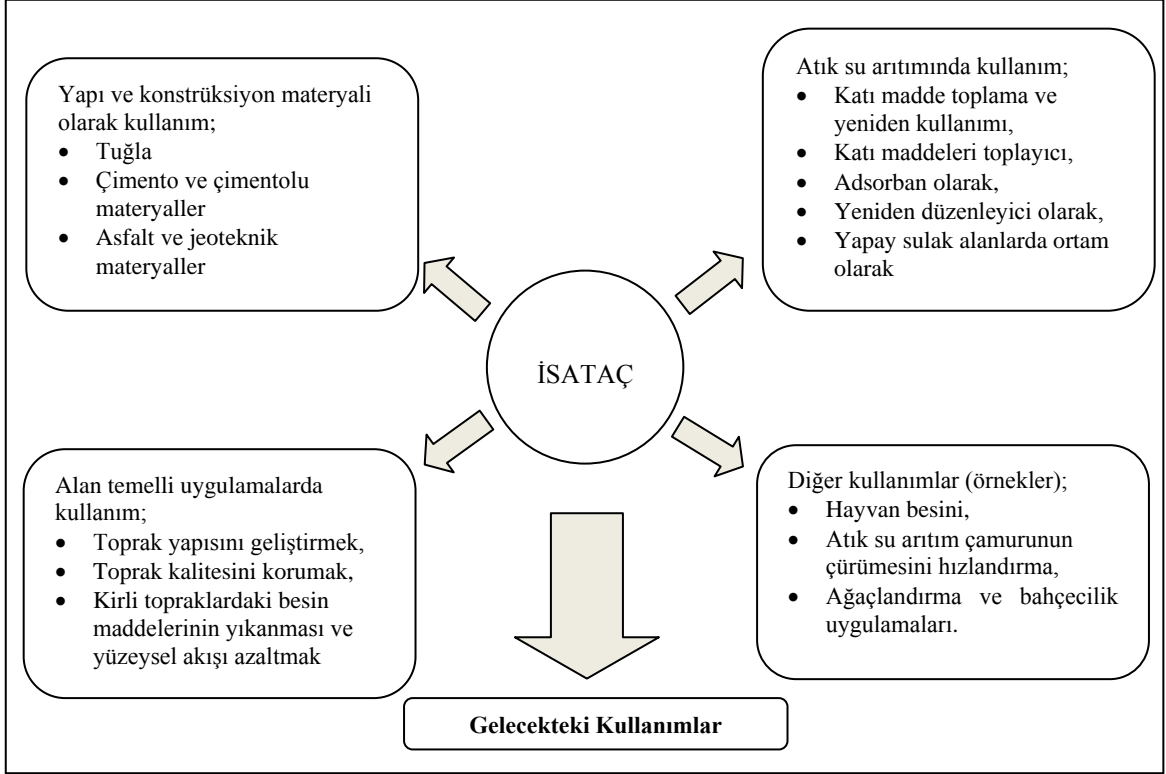 Yapı ve konstrüksiyon materyali
olarak kullanım;
• Tuğla
• Çimento ve çimentolu
materyaller
• Asfalt ve jeoteknik
materyaller
Atık su arıtımında kullanım;
• Katı madde toplama ve
yeniden kullanımı,
• Katı maddeleri toplayıcı,
• Adsorban olarak,
• Yeniden düzenleyici olarak,
• Yapay sulak alanlarda ortam
olarak
İSATAÇ
Alan temelli uygulamalarda
kullanım;
• Toprak yapısını geliştirmek,
• Toprak kalitesini korumak,
• Kirli topraklardaki besin
maddelerinin yıkanması ve
yüzeysel akışı azaltmak
Diğer kullanımlar (örnekler);
• Hayvan besini,
• Atık su arıtım çamurunun
çürümesini hızlandırma,
• Ağaçlandırma ve bahçecilik
uygulamaları.
Gelecekteki Kullanımlar